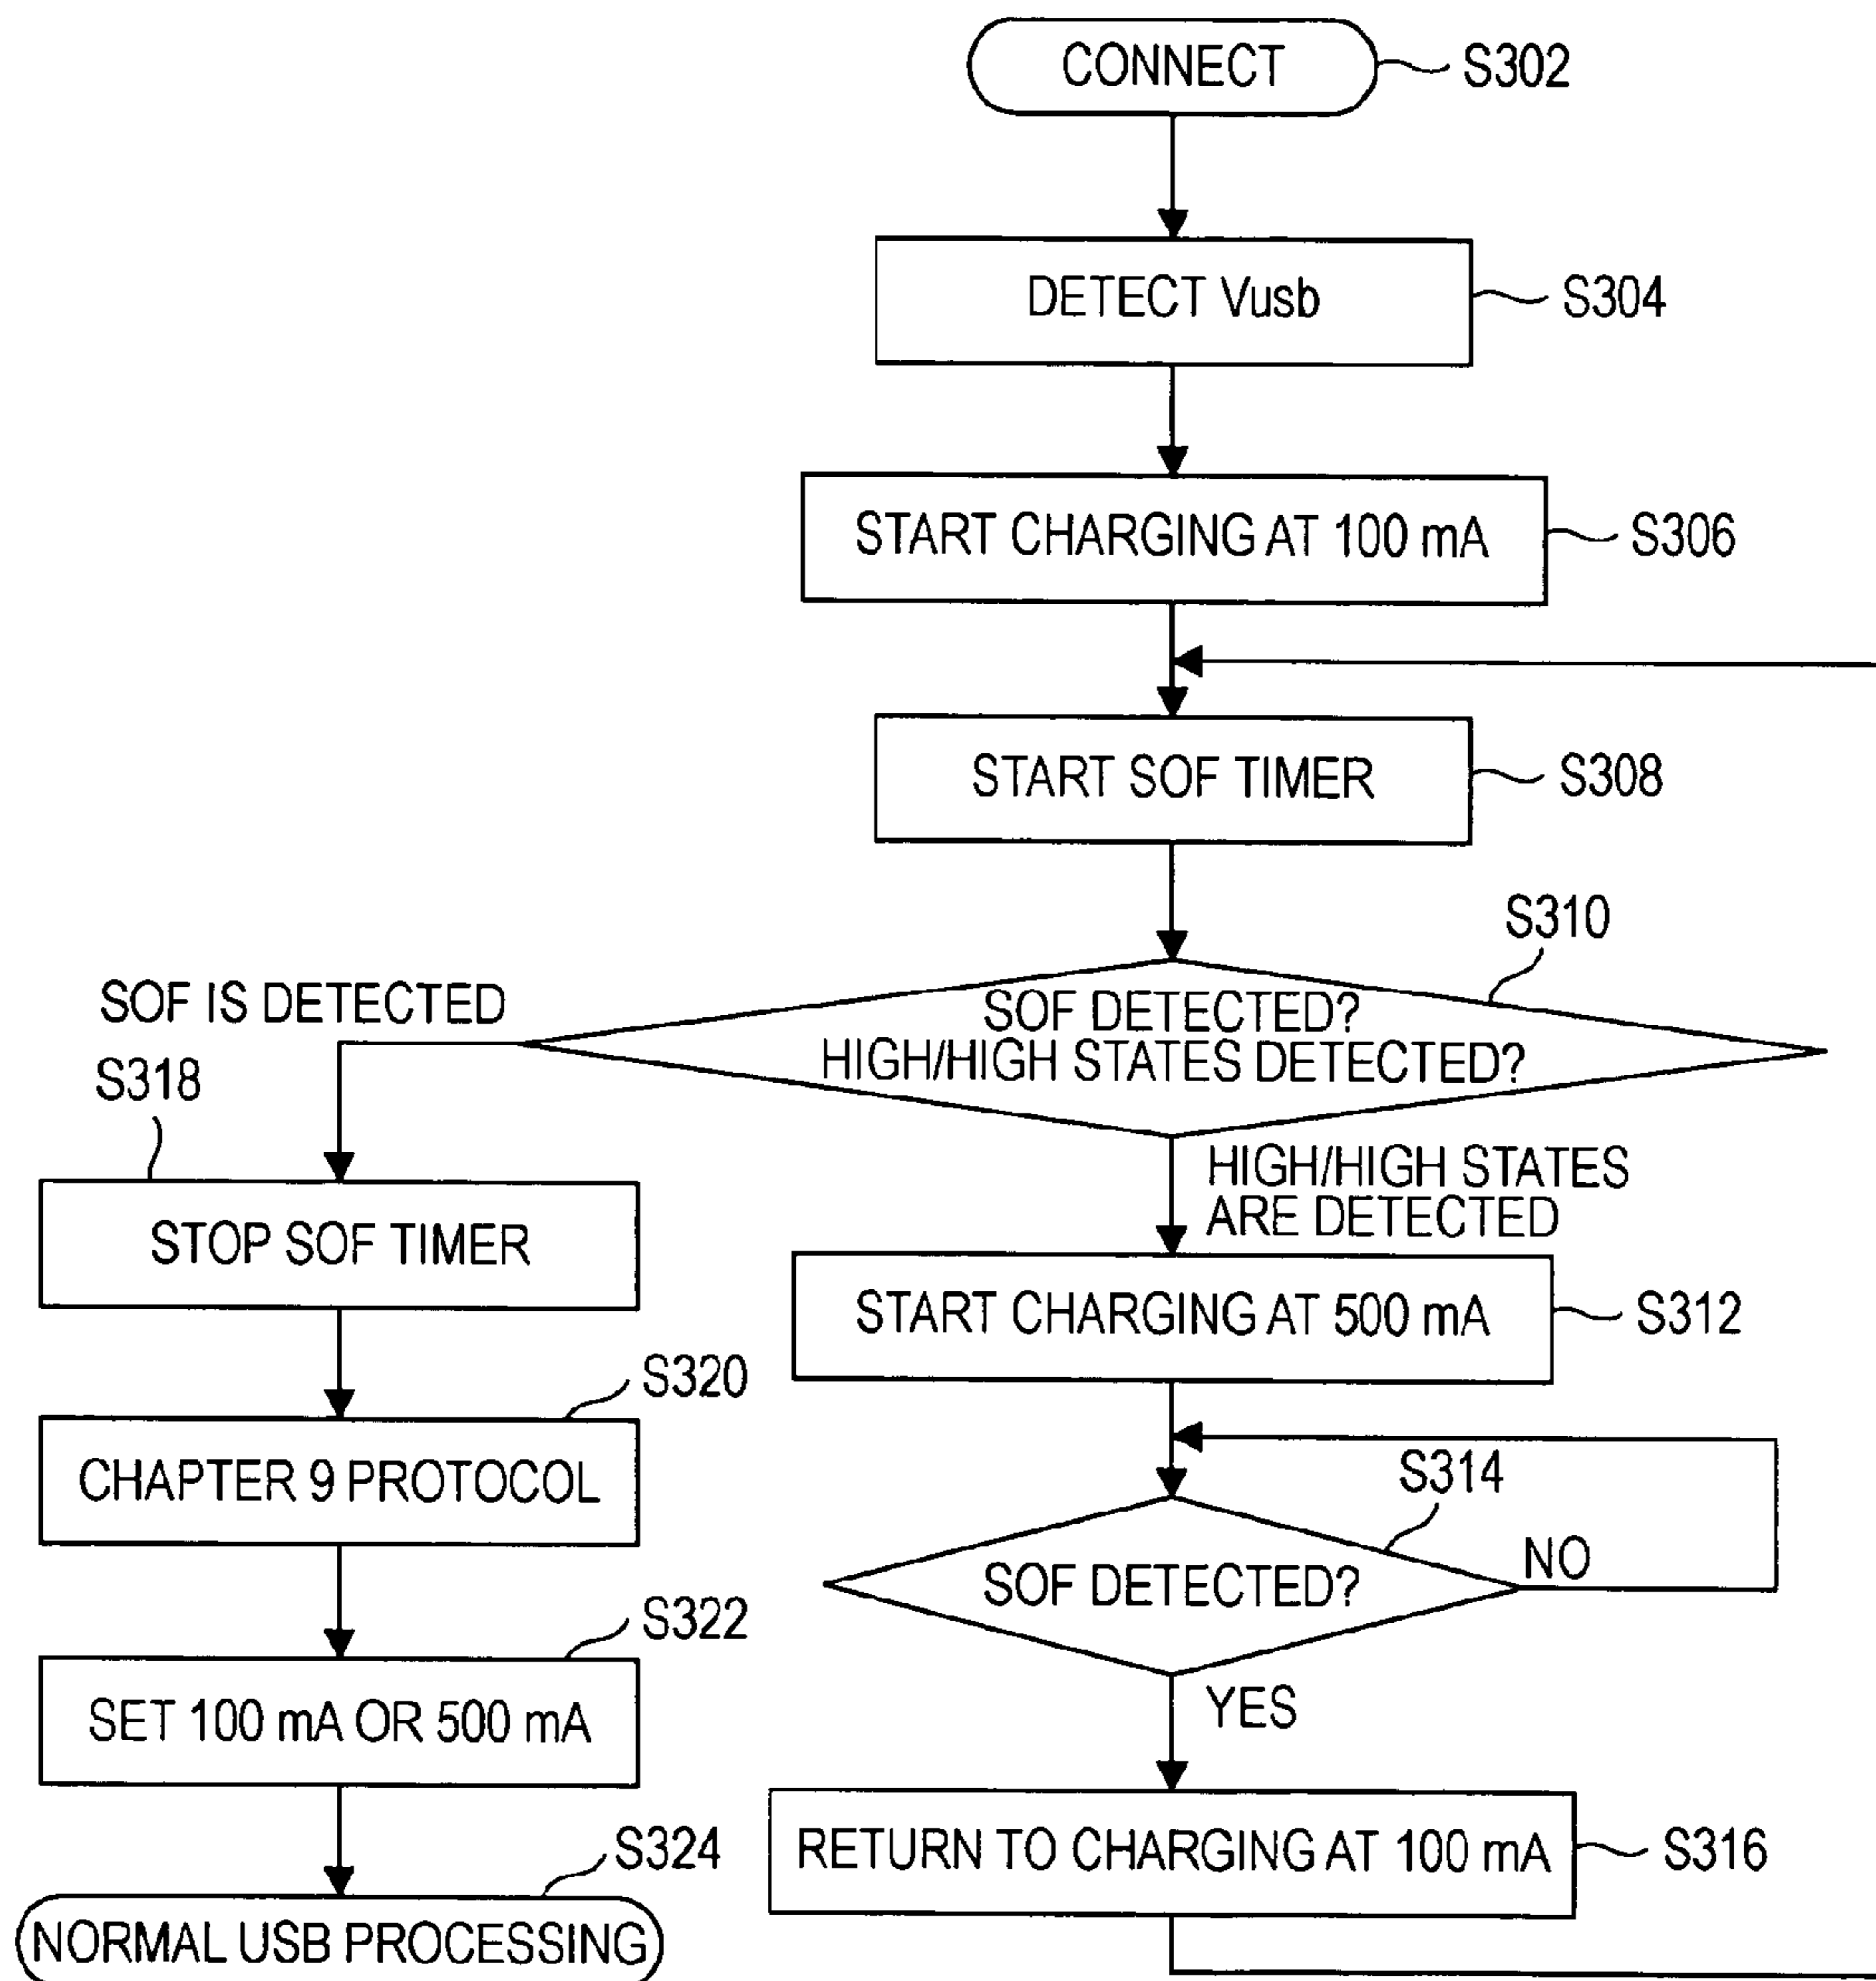 CONNECT
S302
DETECT Vusb
S304
START CHARGING AT 100 mA
S306
START SOF TIMER
S308
S310
SOF DETECTED?
HIGH/HIGH STATES DETECTED?
SOF IS DETECTED
S318
STOP SOF TIMER
S320
CHAPTER 9 PROTOCOL
S322
SET 100 mA OR 500 mA
S324
NORMAL USB PROCESSING
HIGH/HIGH STATES
ARE DETECTED
START CHARGING AT 500 mA
S312
S314
SOF DETECTED?
NO
YES
RETURN TO CHARGING AT 100 mA
S316